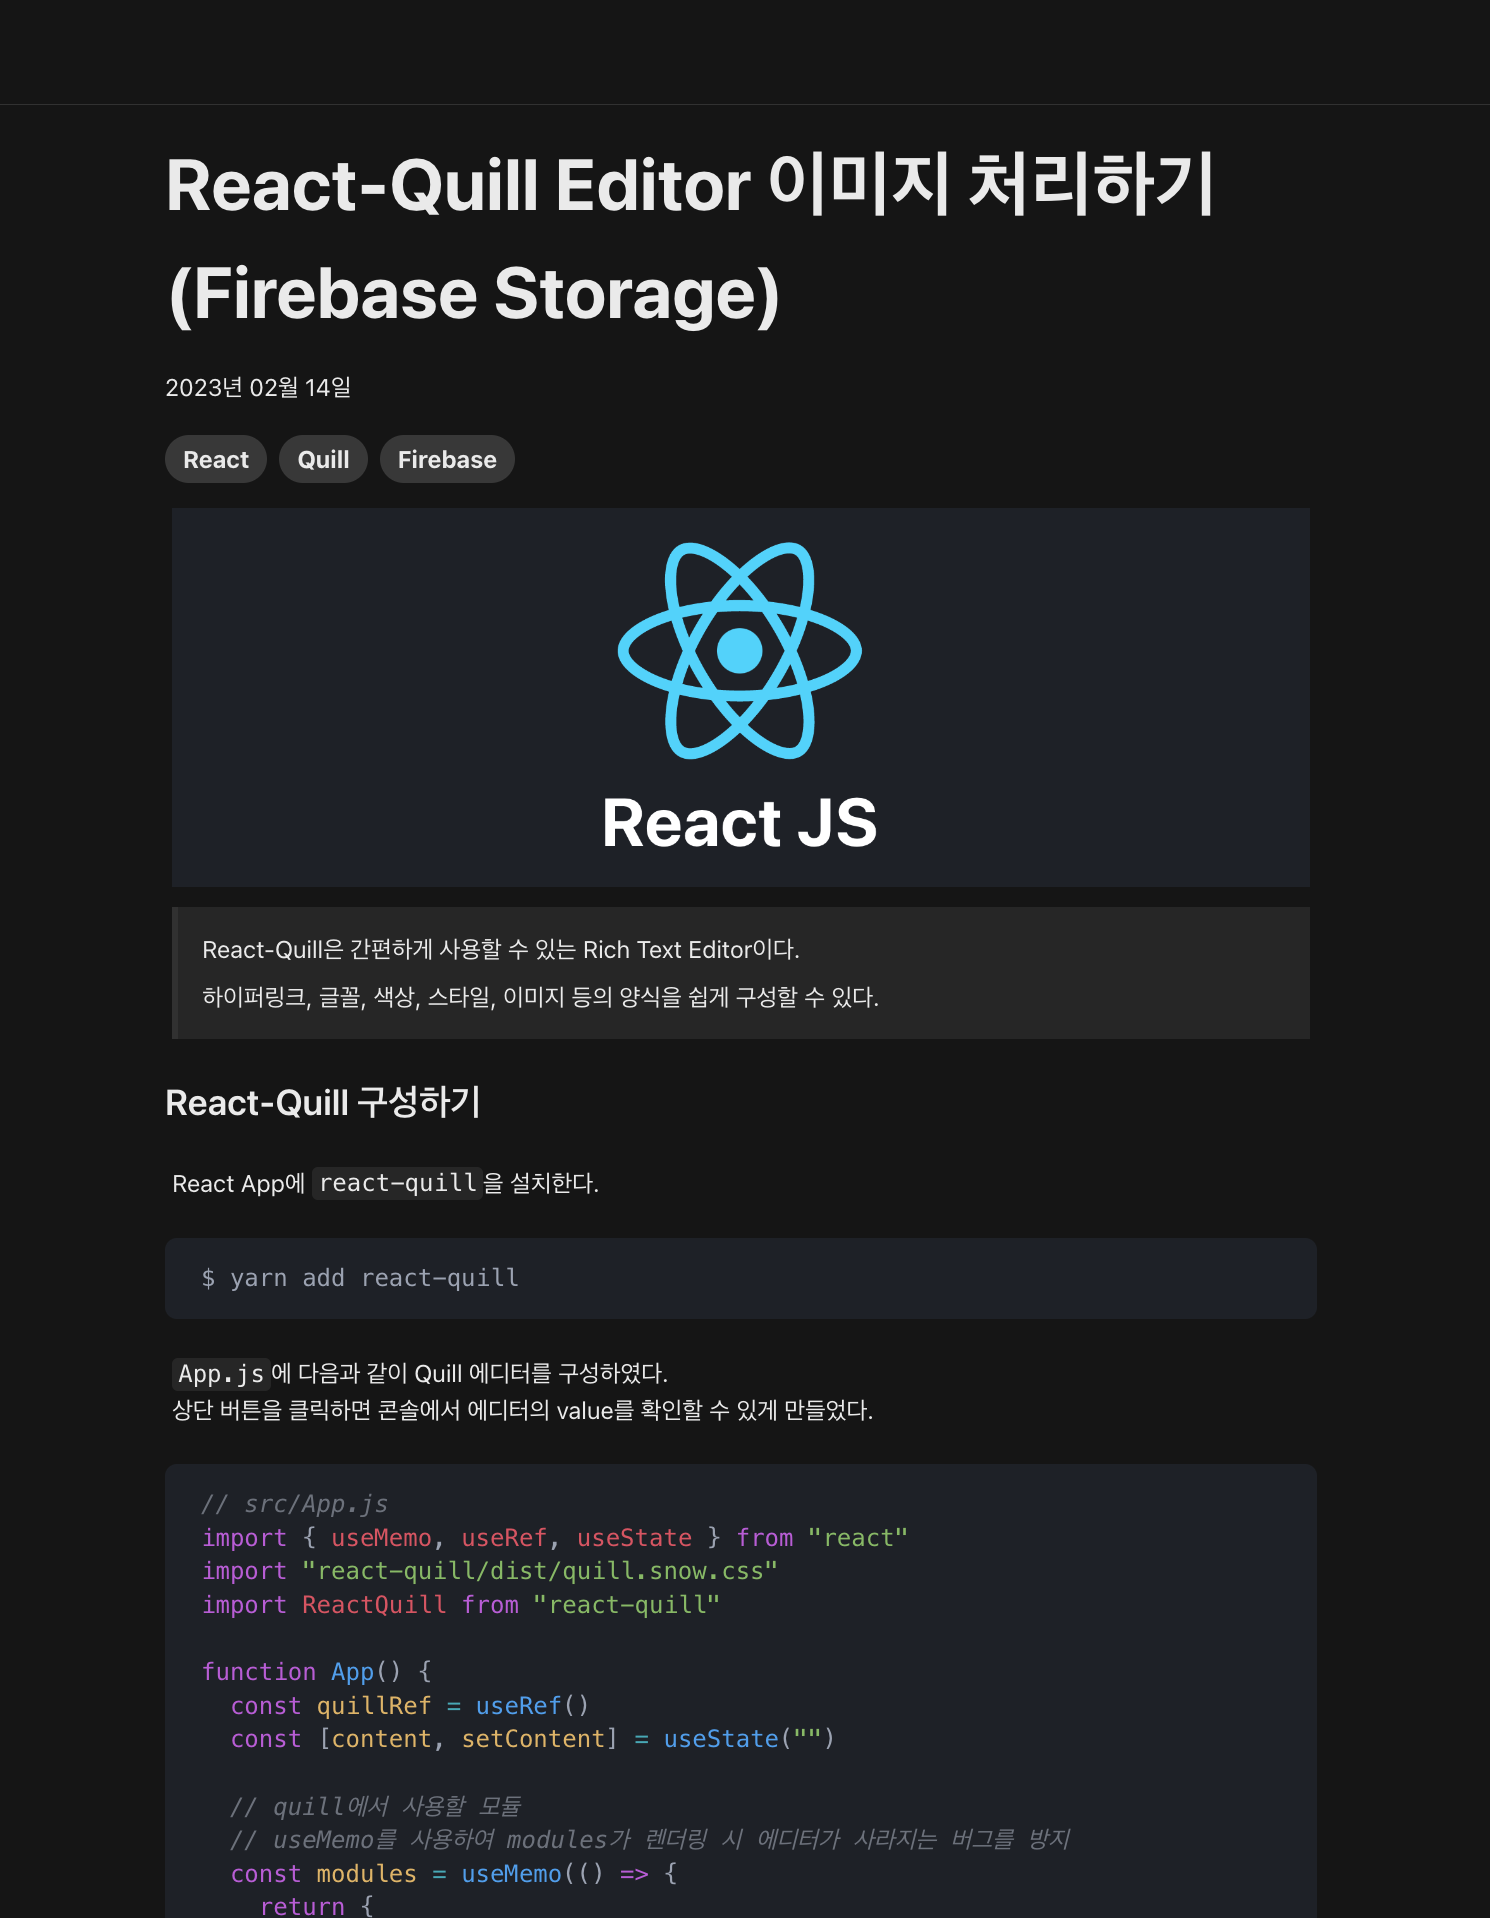 React-Quill Editor 이미지 처리하기
(Firebase Storage)
2023년 02월 14일
React Quill Firebase
React JS
React-Quill은 간편하게 사용할 수 있는 Rich Text Editor이다.
하이퍼링크, 글꼴, 색상, 스타일, 이미지 등의 양식을 쉽게 구성할 수 있다.
React-Quill 구성하기
React App에 react-quill을 설치한다.
$ yarn add react-quill
App.js에 다음과 같이 Quill 에디터를 구성하였다.
상단 버튼을 클릭하면 콘솔에서 에디터의 value를 확인할 수 있게 만들었다.
// src/App.js
import { useMemo, useRef, useState } from "react"
import "react-quill/dist/quill.snow.css"
import ReactQuill from "react-quill"
function App() {
  const quillRef = useRef()
  const [content, setContent] = useState("")
  // quill에서 사용할 모듈
  // useMemo를 사용하여 modules가 렌더링 시 에디터가 사라지는 버그를 방지
  const modules = useMemo(() => {
    return {